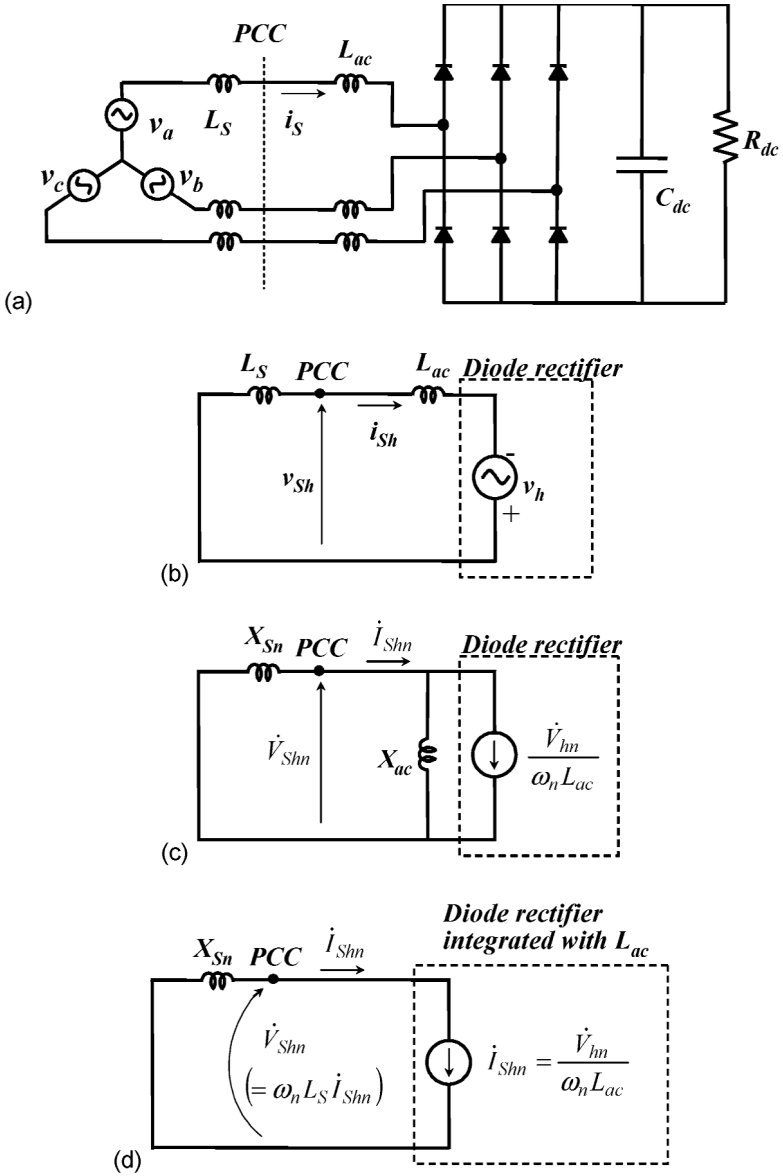 PCC
L_ac
L_S
i_S
v_a
v_c
v_b
C_dc
R_dc
(a)
L_S
PCC
L_ac
Diode rectifier
i_Sh
v_Sh
-
v_h
+
(b)
X_Sn
PCC
İ_Shn
Diode rectifier
V̇_Shn
X_ac
V̇_hn
ω_n L_ac
(c)
Diode rectifier
integrated with L_ac
X_Sn
PCC
İ_Shn
V̇_Shn
(= ω_n L_S İ_Shn)
İ_Shn = V̇_hn / ω_n L_ac
(d)